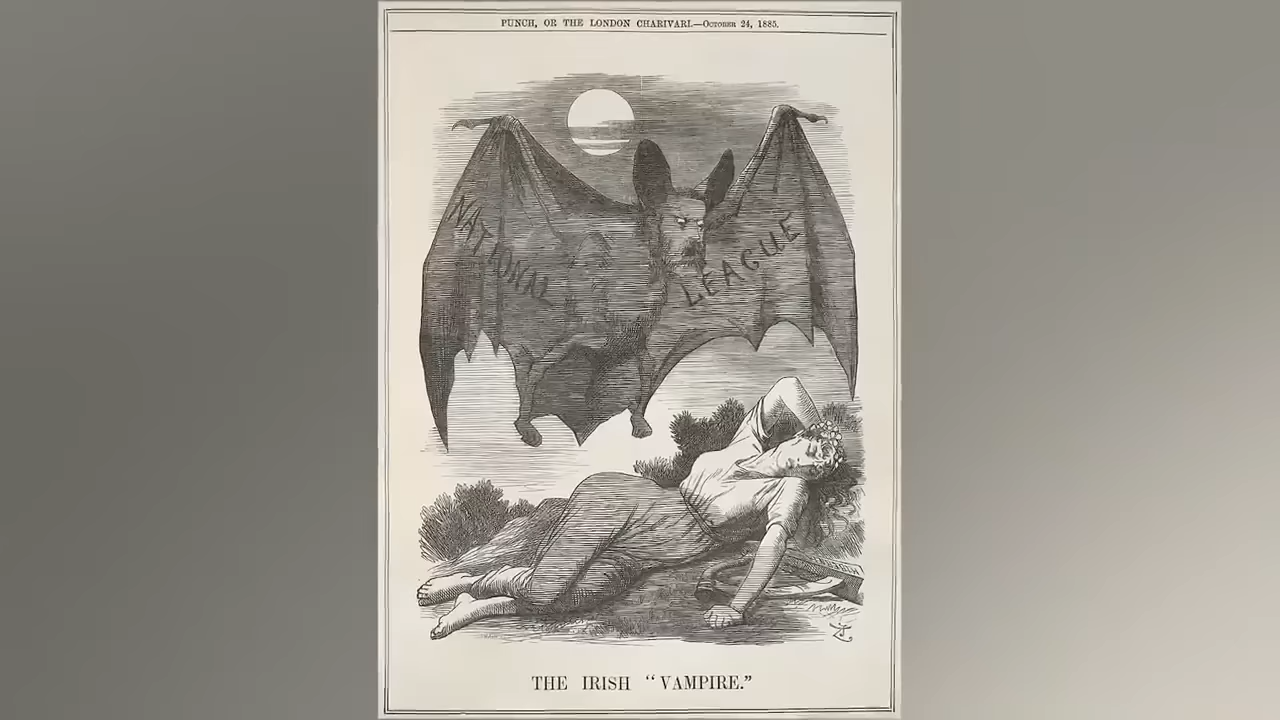 PUNCH, OR THE LONDON CHARIVARI.—OCTOBER 24, 1885.
NATIONAL
LEAGUE
THE IRISH “VAMPIRE.”